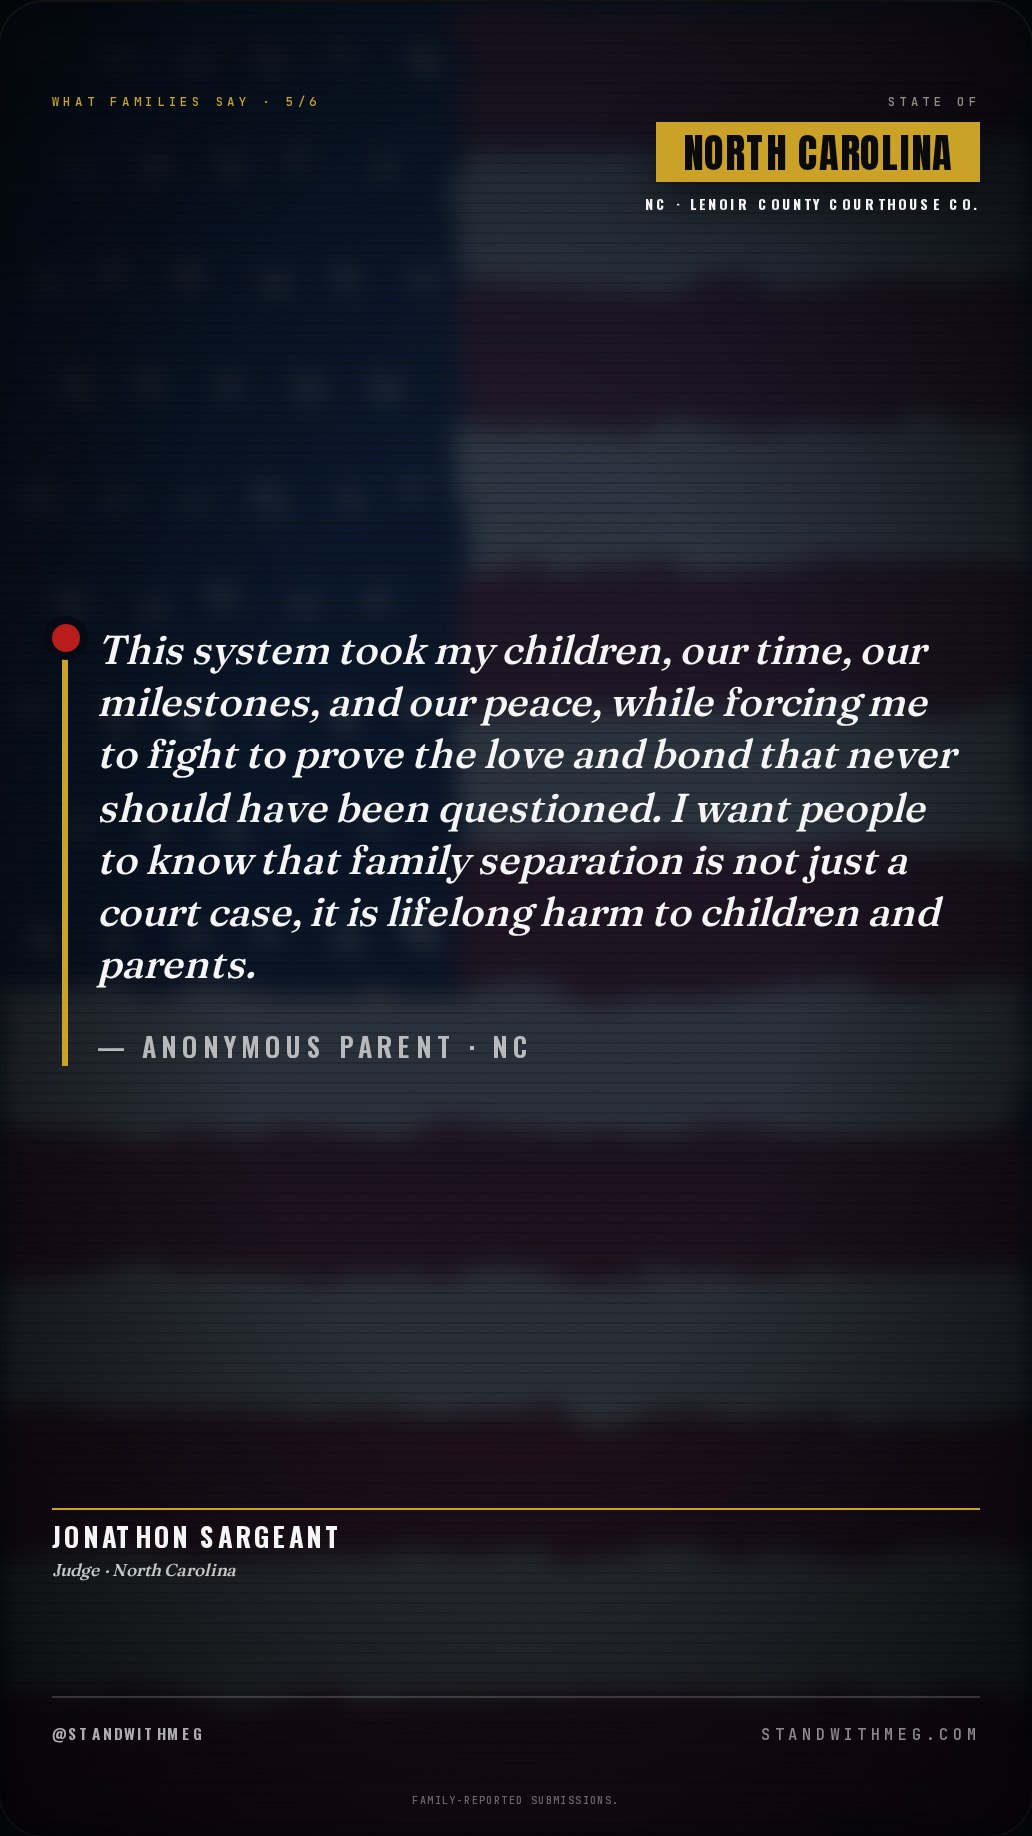 WHAT FAMILIES SAY · 5/6
STATE OF
NORTH CAROLINA
NC · LENOIR COUNTY COURTHOUSE CO.
This system took my children, our time, our
milestones, and our peace, while forcing me
to fight to prove the love and bond that never
should have been questioned. I want people
to know that family separation is not just a
court case, it is lifelong harm to children and
parents.
— ANONYMOUS PARENT · NC
JONATHON SARGEANT
Judge · North Carolina
@STANDWITHMEG
STANDWITHMEG.COM
FAMILY-REPORTED SUBMISSIONS.